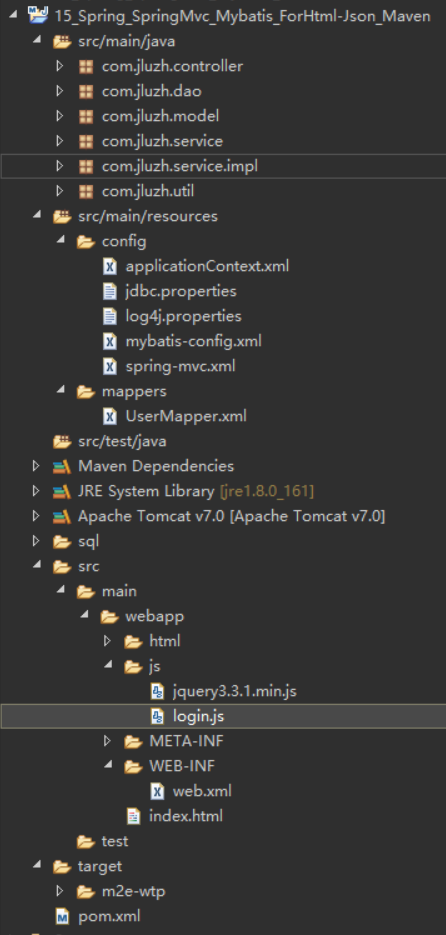 15_Spring_SpringMvc_Mybatis_ForHtml-Json_Maven
src/main/java
com.jluzh.controller
com.jluzh.dao
com.jluzh.model
com.jluzh.service
com.jluzh.service.impl
com.jluzh.util
src/main/resources
config
applicationContext.xml
jdbc.properties
log4j.properties
mybatis-config.xml
spring-mvc.xml
mappers
UserMapper.xml
src/test/java
Maven Dependencies
JRE System Library [jre1.8.0_161]
Apache Tomcat v7.0 [Apache Tomcat v7.0]
sql
src
main
webapp
html
js
jquery3.3.1.min.js
login.js
META-INF
WEB-INF
web.xml
index.html
test
target
m2e-wtp
pom.xml